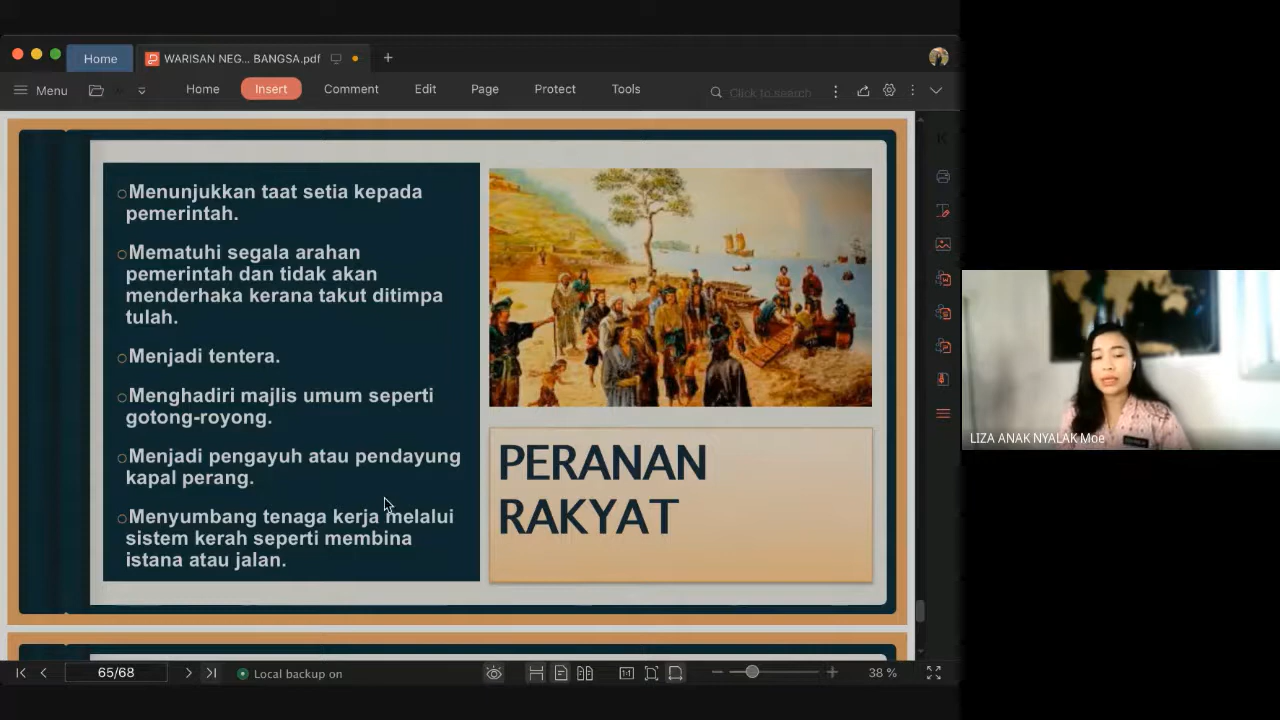 Home
WARISAN NEG... BANGSA.pdf
Menu
Home
Insert
Comment
Edit
Page
Protect
Tools
Click to search
Menunjukkan taat setia kepada
pemerintah.
Mematuhi segala arahan
pemerintah dan tidak akan
menderhaka kerana takut ditimpa
tulah.
Menjadi tentera.
Menghadiri majlis umum seperti
gotong-royong.
Menjadi pengayuh atau pendayung
kapal perang.
Menyumbang tenaga kerja melalui
sistem kerah seperti membina
istana atau jalan.
PERANAN
RAKYAT
LIZA ANAK NYALAK Moe
65/68
Local backup on
1:1
38 %